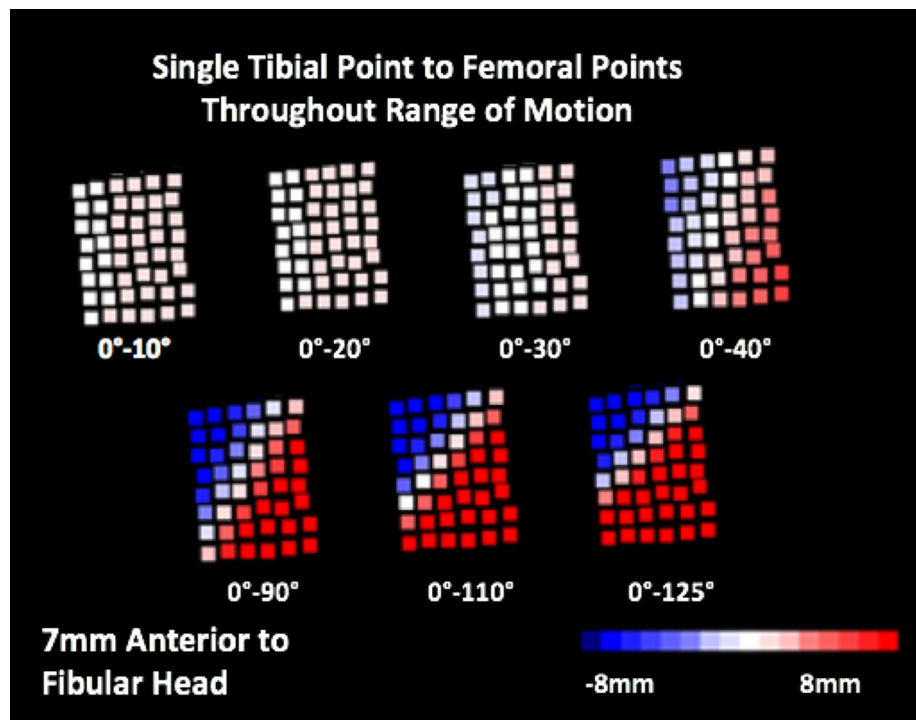 Single Tibial Point to Femoral Points
Throughout Range of Motion
0°-10° 0°-20° 0°-30° 0°-40°
0°-90° 0°-110° 0°-125°
7mm Anterior to
Fibular Head
-8mm 8mm